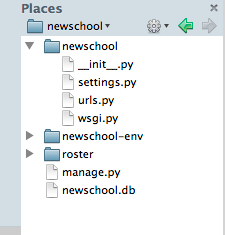 Places
newschool
newschool
__init__.py
settings.py
urls.py
wsgi.py
newschool-env
roster
manage.py
newschool.db